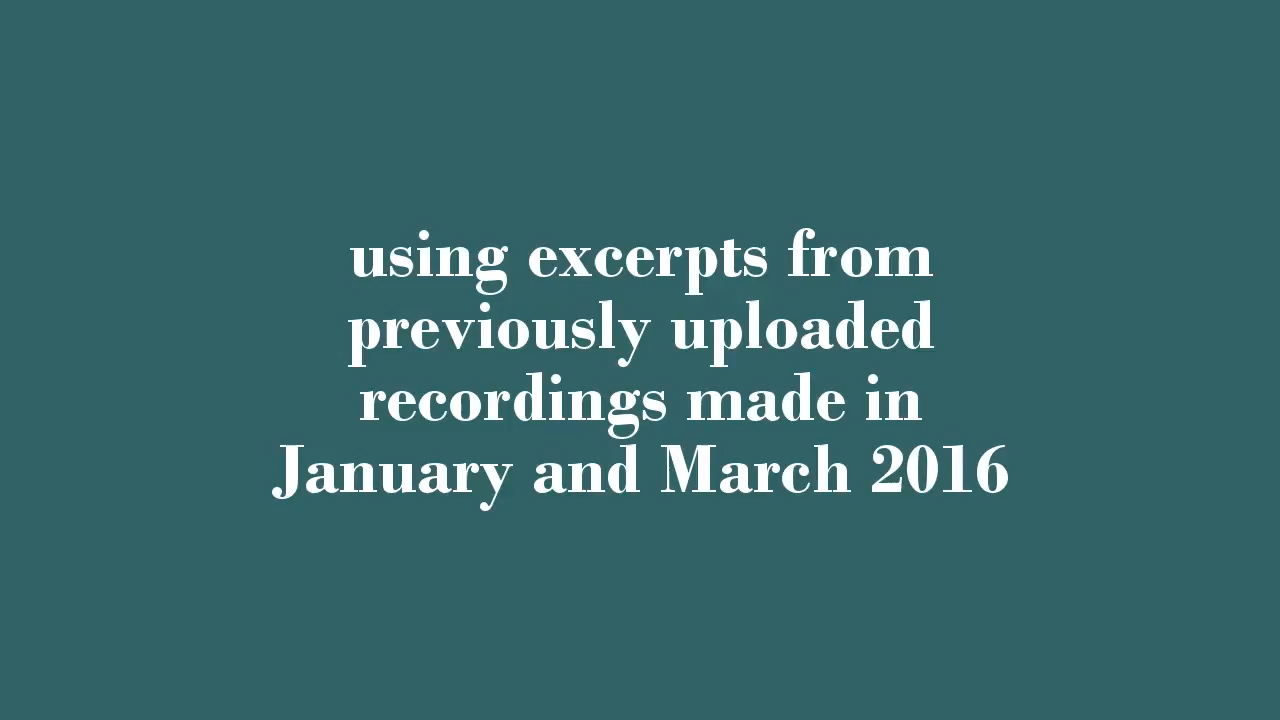 using excerpts from
previously uploaded
recordings made in
January and March 2016